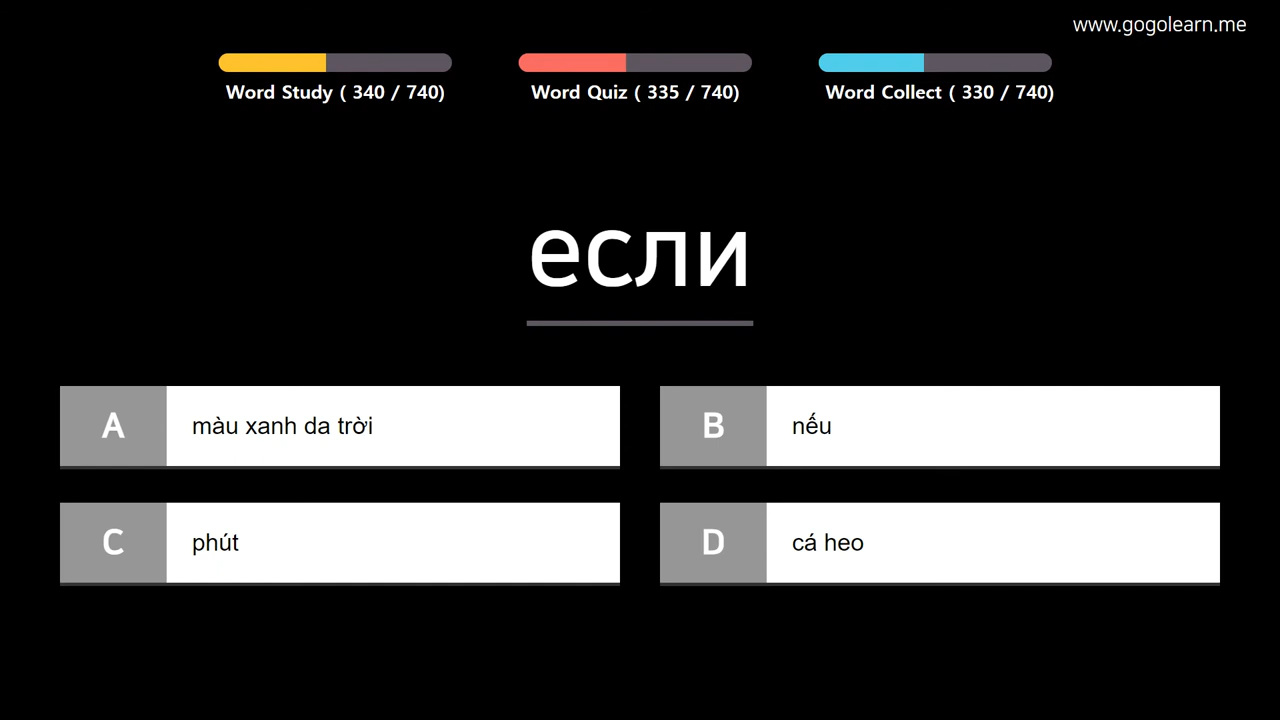 www.gogolearn.me
Word Study ( 340 / 740)
Word Quiz ( 335 / 740)
Word Collect ( 330 / 740)
если
A màu xanh da trời
B nếu
C phút
D cá heo